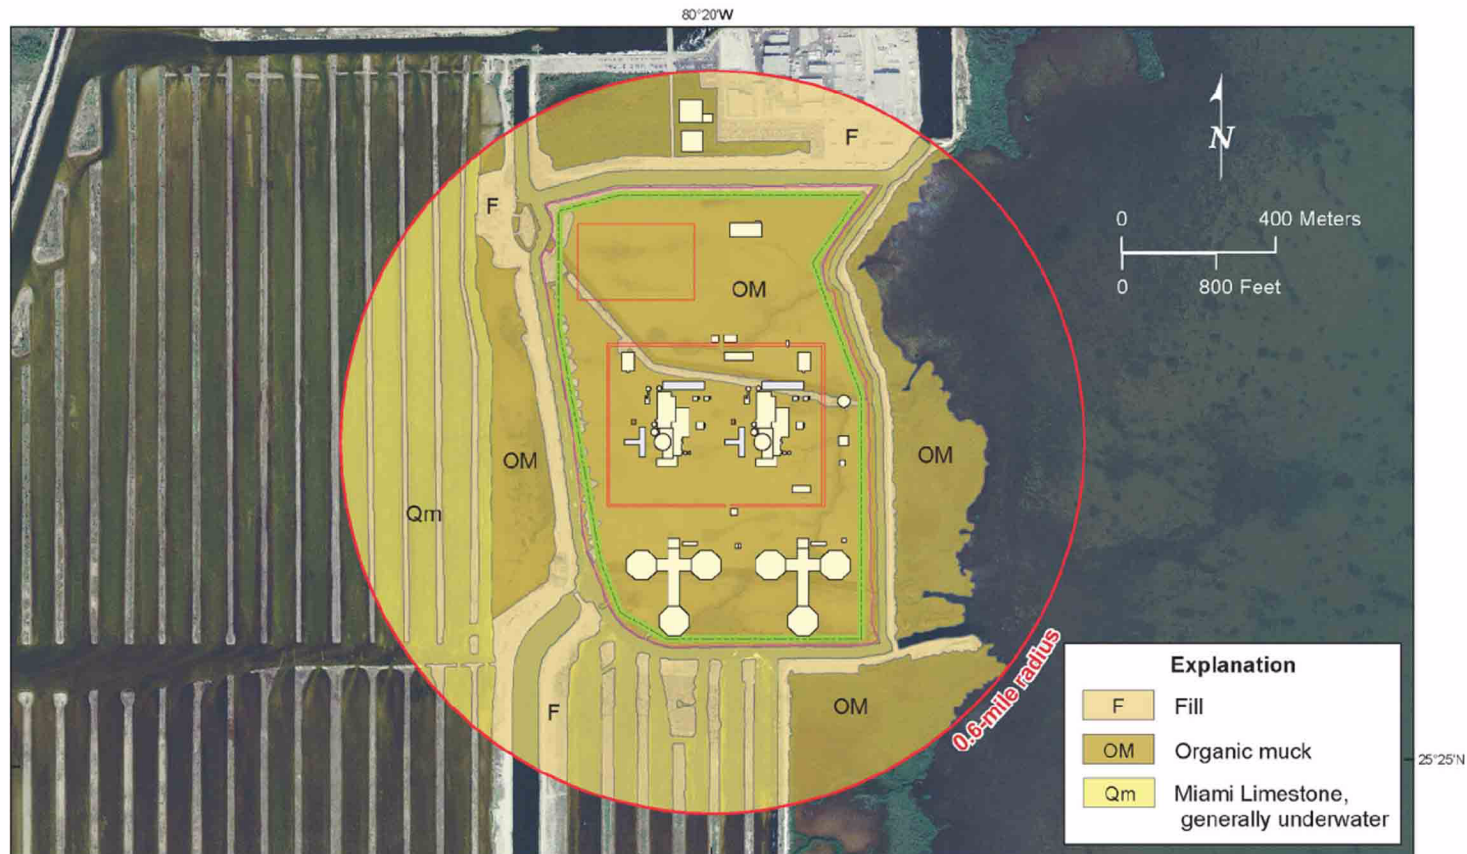 80°20'W
F
N
0 400 Meters
0 800 Feet
F
OM
OM
OM
Qm
0.6-mile radius
F
OM
25°25'N
Explanation
F Fill
OM Organic muck
Qm Miami Limestone,
generally underwater